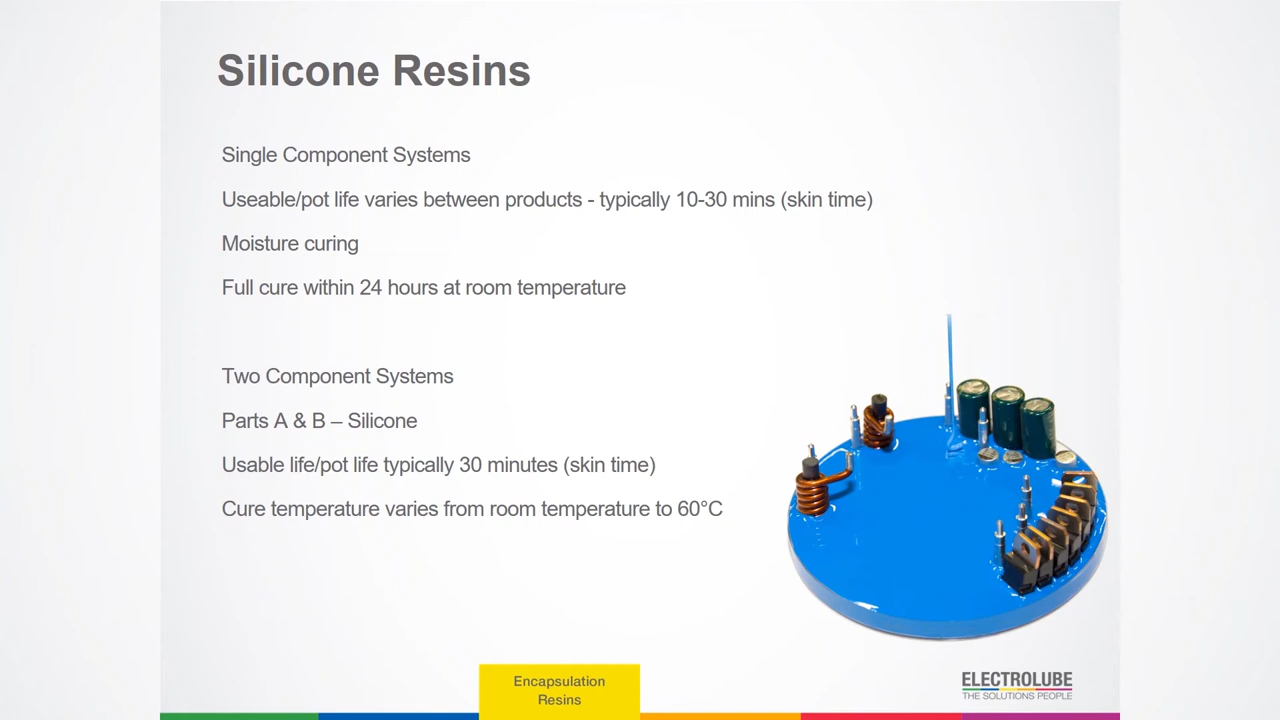 Silicone Resins
Single Component Systems
Useable/pot life varies between products - typically 10-30 mins (skin time)
Moisture curing
Full cure within 24 hours at room temperature
Two Component Systems
Parts A & B – Silicone
Usable life/pot life typically 30 minutes (skin time)
Cure temperature varies from room temperature to 60°C
Encapsulation
Resins
ELECTROLUBE
THE SOLUTIONS PEOPLE